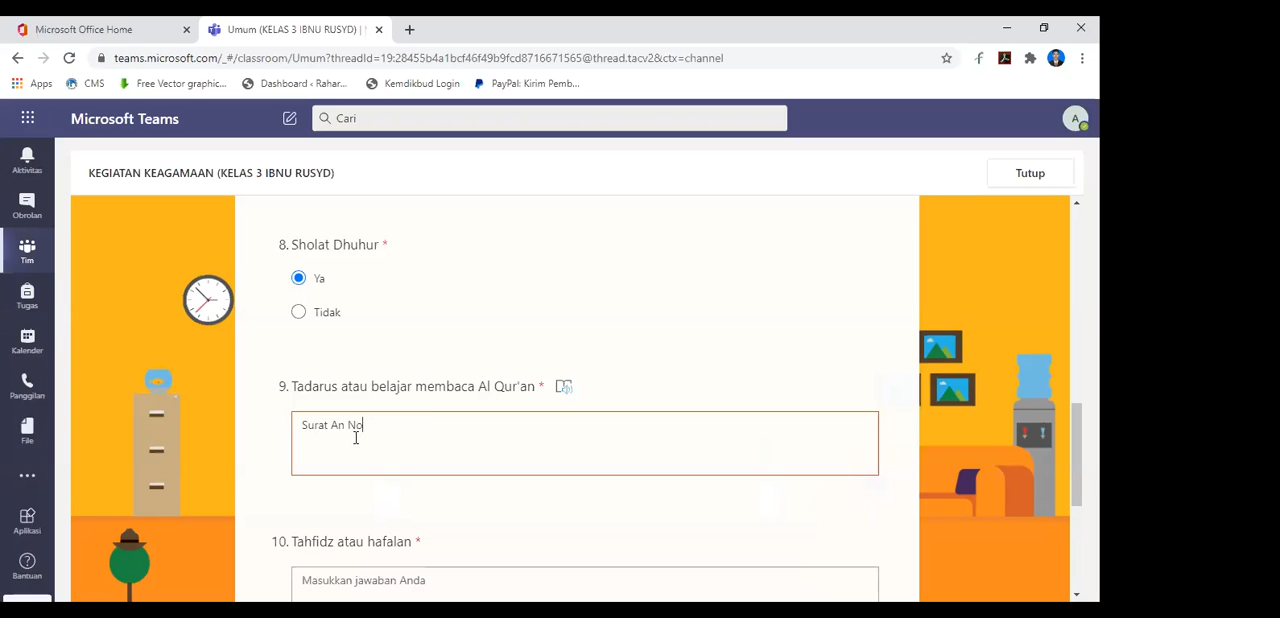 Microsoft Office Home
Umum (KELAS 3 IBNU RUSYD) |
teams.microsoft.com/_#/classroom/Umum?threadId=19:28455b4a1bcf46f49b9fcd8716671565@thread.tacv2&ctx=channel
Apps
CMS
Free Vector graphic...
Dashboard ‹ Rahar...
Kemdikbud Login
PayPal: Kirim Pemb...
Microsoft Teams
Cari
A
Aktivitas
Obrolan
Tim
Tugas
Kalender
Panggilan
File
Aplikasi
Bantuan
KEGIATAN KEAGAMAAN (KELAS 3 IBNU RUSYD)
Tutup
8. Sholat Dhuhur *
Ya
Tidak
9. Tadarus atau belajar membaca Al Qur'an *
Surat An No
10. Tahfidz atau hafalan *
Masukkan jawaban Anda